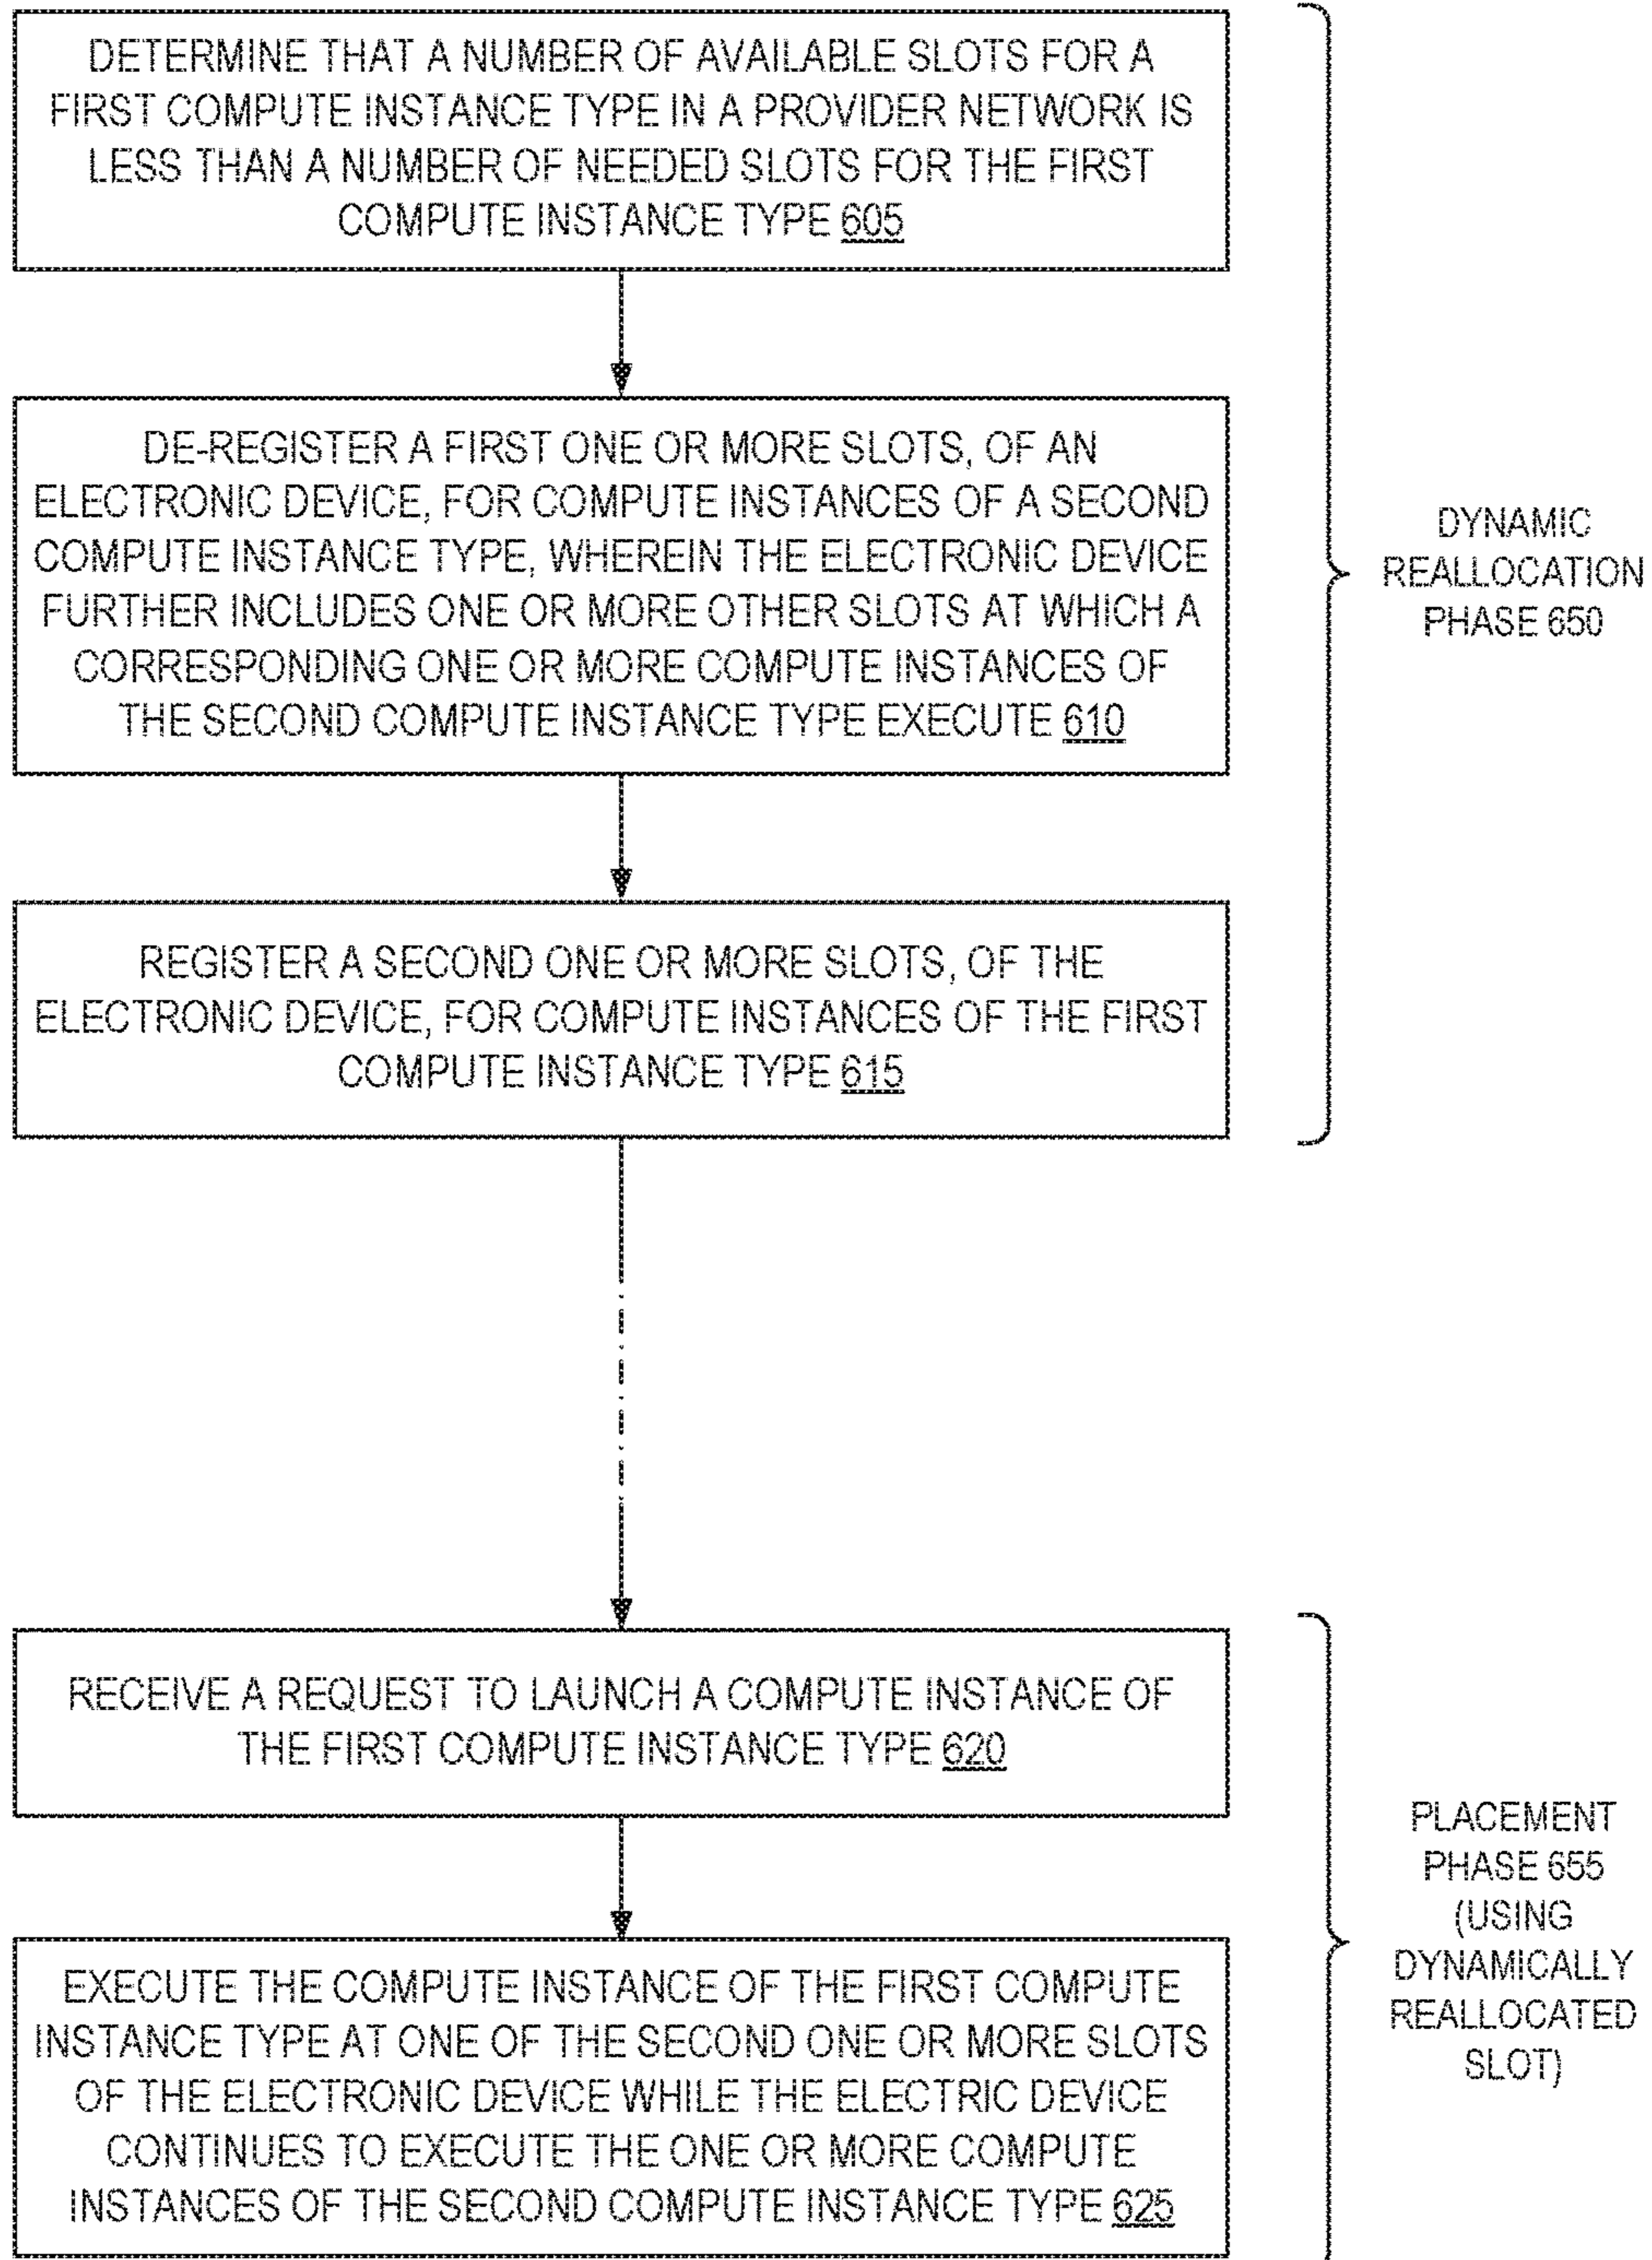 DETERMINE THAT A NUMBER OF AVAILABLE SLOTS FOR A
FIRST COMPUTE INSTANCE TYPE IN A PROVIDER NETWORK IS
LESS THAN A NUMBER OF NEEDED SLOTS FOR THE FIRST
COMPUTE INSTANCE TYPE 605
DE-REGISTER A FIRST ONE OR MORE SLOTS, OF AN
ELECTRONIC DEVICE, FOR COMPUTE INSTANCES OF A SECOND
COMPUTE INSTANCE TYPE, WHEREIN THE ELECTRONIC DEVICE
FURTHER INCLUDES ONE OR MORE OTHER SLOTS AT WHICH A
CORRESPONDING ONE OR MORE COMPUTE INSTANCES OF
THE SECOND COMPUTE INSTANCE TYPE EXECUTE 610
REGISTER A SECOND ONE OR MORE SLOTS, OF THE
ELECTRONIC DEVICE, FOR COMPUTE INSTANCES OF THE FIRST
COMPUTE INSTANCE TYPE 615
DYNAMIC
REALLOCATION
PHASE 650
RECEIVE A REQUEST TO LAUNCH A COMPUTE INSTANCE OF
THE FIRST COMPUTE INSTANCE TYPE 620
EXECUTE THE COMPUTE INSTANCE OF THE FIRST COMPUTE
INSTANCE TYPE AT ONE OF THE SECOND ONE OR MORE SLOTS
OF THE ELECTRONIC DEVICE WHILE THE ELECTRIC DEVICE
CONTINUES TO EXECUTE THE ONE OR MORE COMPUTE
INSTANCES OF THE SECOND COMPUTE INSTANCE TYPE 625
PLACEMENT
PHASE 655
(USING
DYNAMICALLY
REALLOCATED
SLOT)